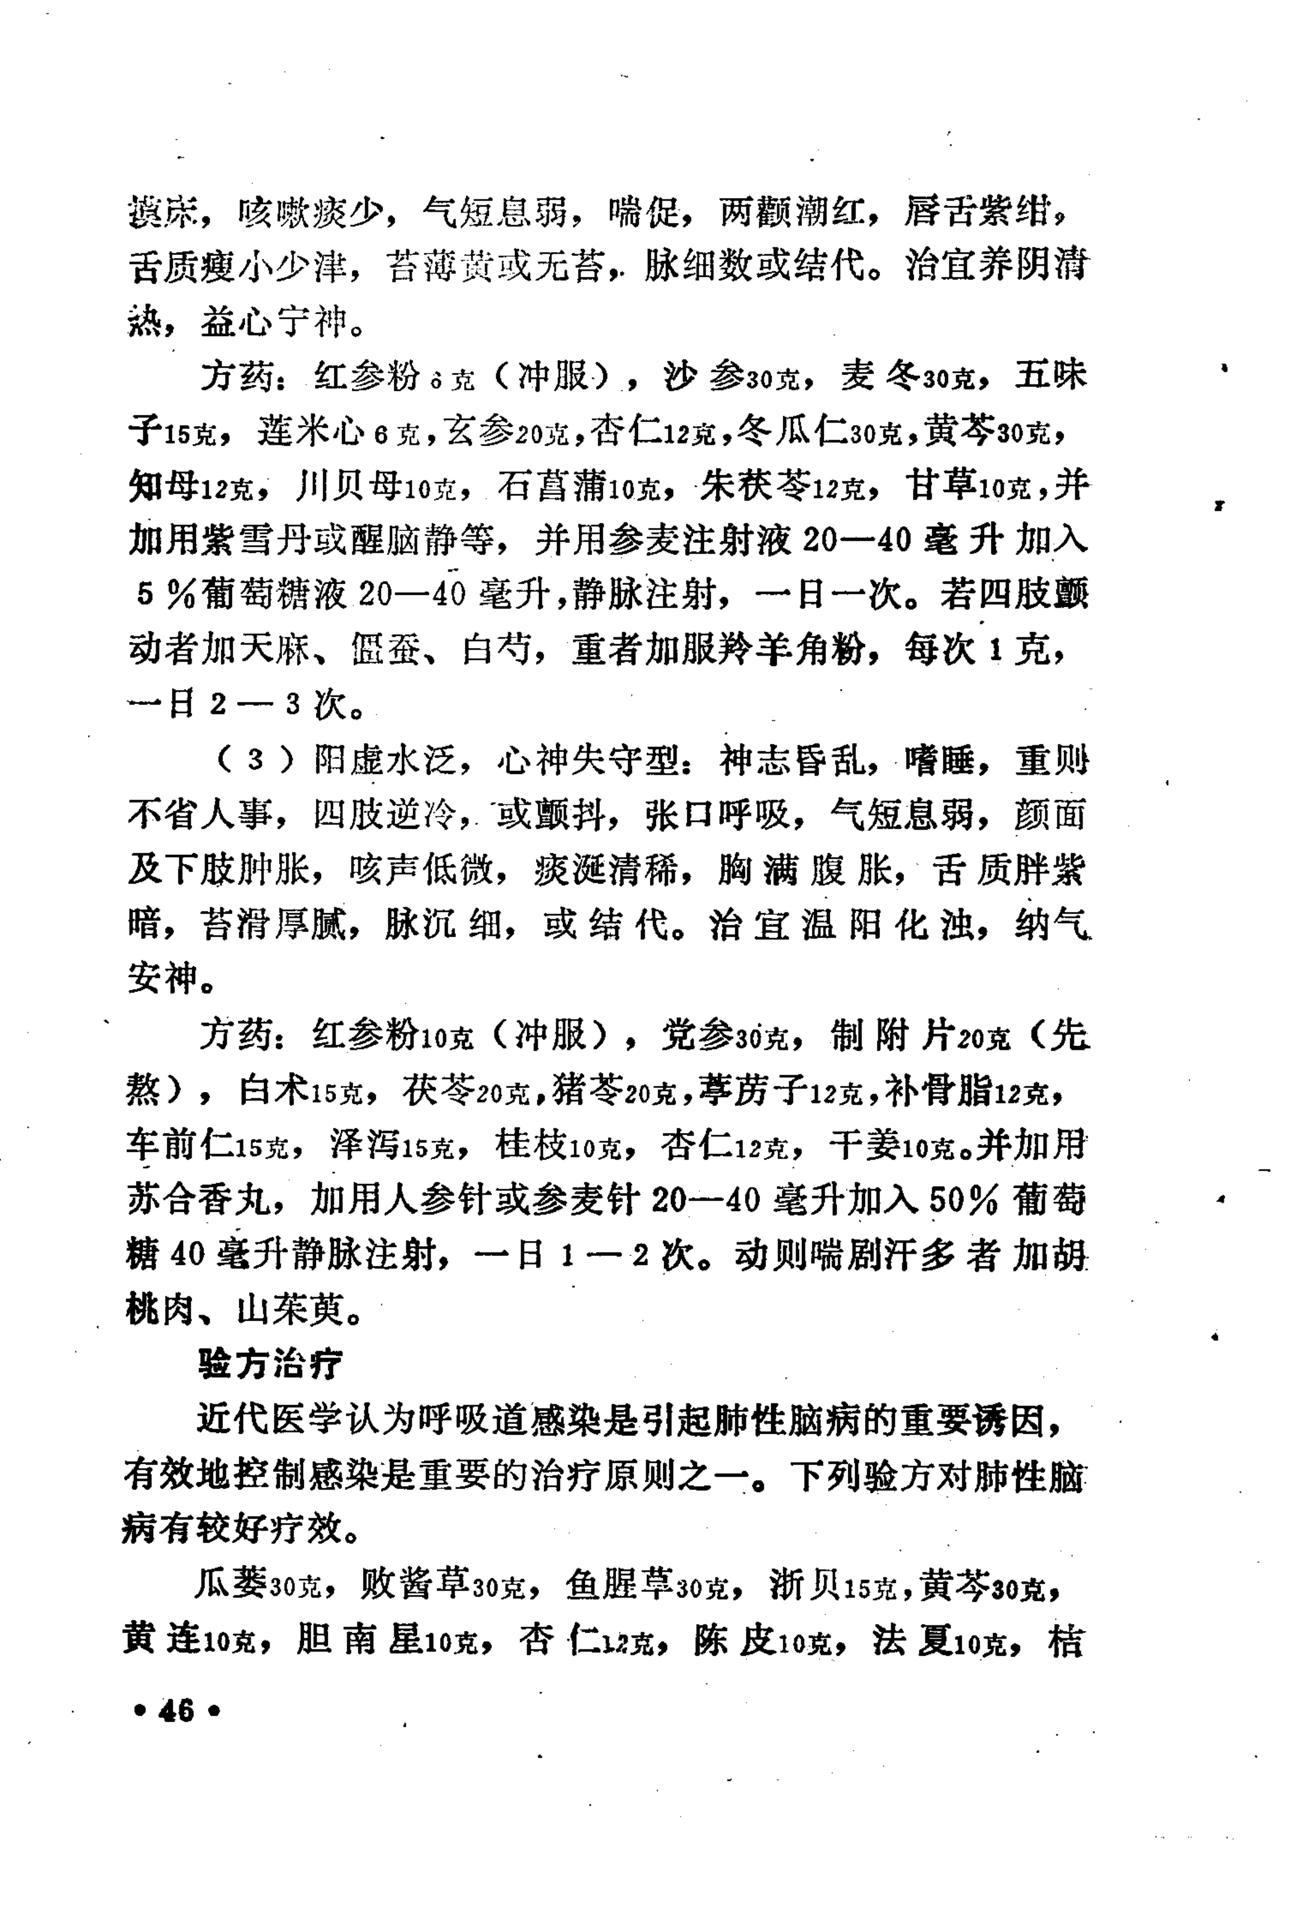 摸床，咳嗽痰少，气短息弱，喘促，两颧潮红，唇舌紫绀，
舌质瘦小少津，苔薄黄或无苔，脉细数或结代。治宜养阴清
热，益心宁神。
方药：红参粉6克（冲服），沙参30克，麦冬30克，五味
子15克，莲米心6克，玄参20克，杏仁12克，冬瓜仁30克，黄芩30克，
知母12克，川贝母10克，石菖蒲10克，朱茯苓12克，甘草10克，并
加用紫雪丹或醒脑静等，并用参麦注射液20—40毫升加入
5%葡萄糖液20—40毫升，静脉注射，一日一次。若四肢颤
动者加天麻、僵蚕、白芍，重者加服羚羊角粉，每次1克，
一日2—3次。
（3）阳虚水泛，心神失守型：神志昏乱，嗜睡，重则
不省人事，四肢逆冷，或颤抖，张口呼吸，气短息弱，颜面
及下肢肿胀，咳声低微，痰涎清稀，胸满腹胀，舌质胖紫
暗，苔滑厚腻，脉沉细，或结代。治宜温阳化浊，纳气
安神。
方药：红参粉10克（冲服），党参30克，制附片20克（先
熬），白术15克，茯苓20克，猪苓20克，葶苈子12克，补骨脂12克，
车前仁15克，泽泻15克，桂枝10克，杏仁12克，干姜10克。并加用
苏合香丸，加用人参针或参麦针20—40毫升加入50%葡萄
糖40毫升静脉注射，一日1—2次。动则喘剧汗多者加胡
桃肉、山茱萸。
验方治疗
近代医学认为呼吸道感染是引起肺性脑病的重要诱因，
有效地控制感染是重要的治疗原则之一。下列验方对肺性脑
病有较好疗效。
瓜蒌30克，败酱草30克，鱼腥草30克，浙贝15克，黄芩30克，
黄连10克，胆南星10克，杏仁12克，陈皮10克，法夏10克，桔
•46•